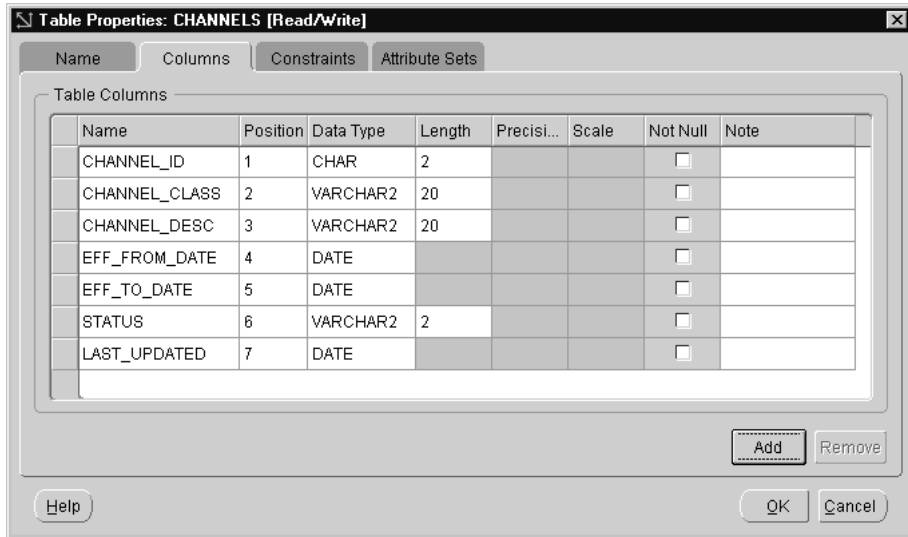 Table Properties: CHANNELS [Read/Write]
Name Columns Constraints Attribute Sets
Table Columns
Name Position Data Type Length Precisi... Scale Not Null Note
CHANNEL_ID 1 CHAR 2
CHANNEL_CLASS 2 VARCHAR2 20
CHANNEL_DESC 3 VARCHAR2 20
EFF_FROM_DATE 4 DATE
EFF_TO_DATE 5 DATE
STATUS 6 VARCHAR2 2
LAST_UPDATED 7 DATE
Add Remove
Help OK Cancel